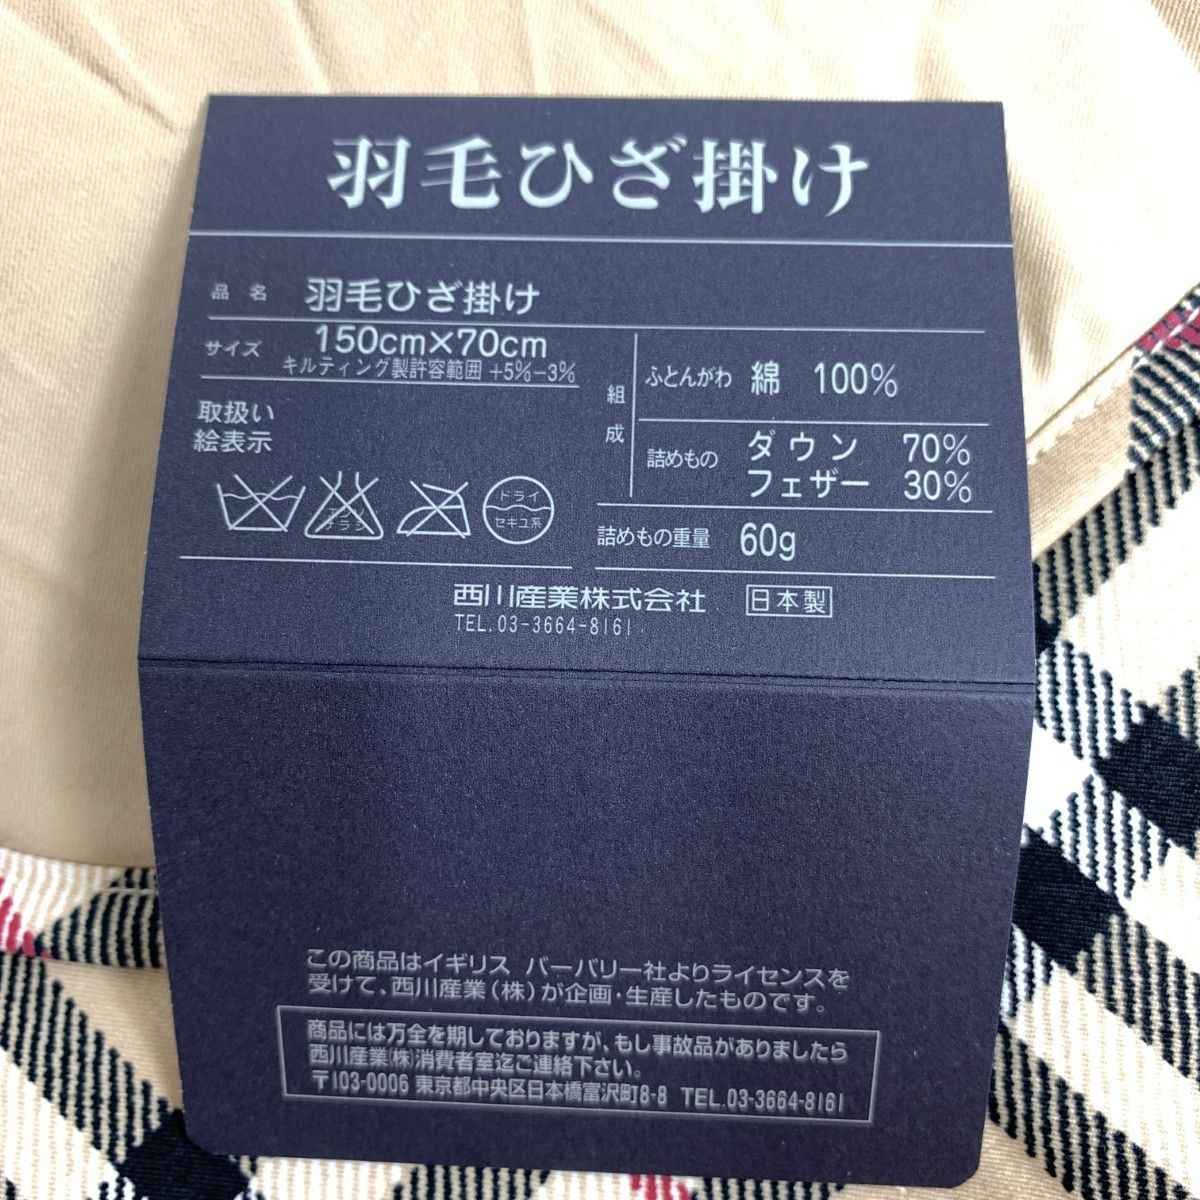 羽毛ひざ掛け
品名 羽毛ひざ掛け
サイズ 150cm×70cm
キルティング製許容範囲 +5%−3%
取扱い
絵表示
エンソ
サラシ
ドライ
セキユ系
組成
ふとんがわ 綿 100%
詰めもの ダウン 70%
フェザー 30%
詰めもの重量 60g
西川産業株式会社 日本製
TEL.03-3664-8161
この商品はイギリス バーバリー社よりライセンスを
受けて、西川産業(株)が企画・生産したものです。
商品には万全を期しておりますが、もし事故品がありましたら
西川産業(株)消費者室迄ご連絡下さい。
〒103-0006 東京都中央区日本橋富沢町8-8 TEL.03-3664-8161